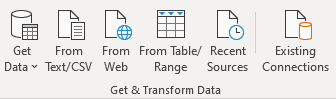 Get Data
From Text/CSV
From Web
From Table/ Range
Recent Sources
Existing Connections
Get & Transform Data